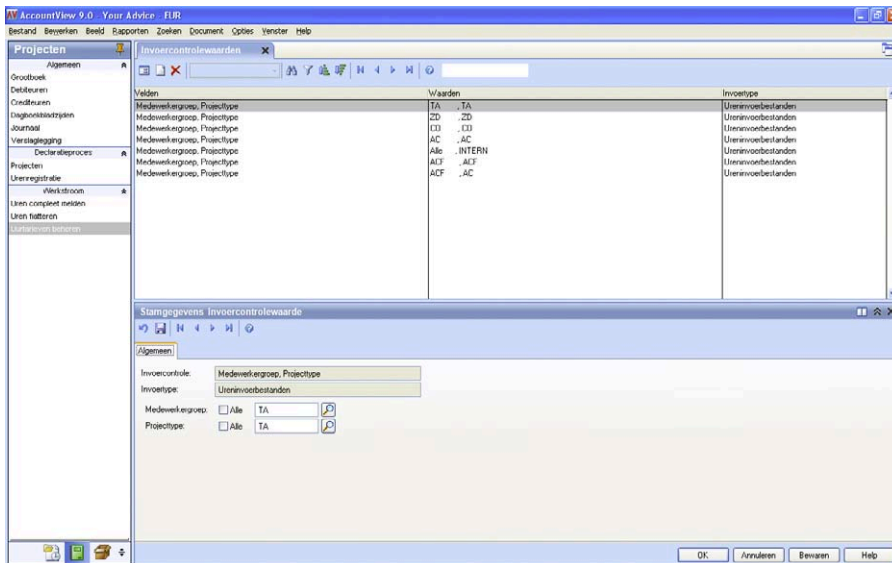 AccountView 9.0 - Your Advice - EUR
Bestand Bewerken Beeld Rapporten Zoeken Document Opties Venster Help
Projecten
Algemeen
Grootboek
Debiteuren
Crediteuren
Dagboekbladzijden
Journaal
Verslaglegging
Declaratieproces
Projecten
Urenregistratie
Werkstroom
Uren compleet melden
Uren fiatteren
Uurtarieven beheren
Invoercontrolewaarden
Velden Waarden Invoertype
Medewerkergroep, Projecttype TA , TA Ureninvoerbestanden
Medewerkergroep, Projecttype ZD , ZD Ureninvoerbestanden
Medewerkergroep, Projecttype CO , CO Ureninvoerbestanden
Medewerkergroep, Projecttype AC , AC Ureninvoerbestanden
Medewerkergroep, Projecttype Alle , INTERN Ureninvoerbestanden
Medewerkergroep, Projecttype ACF , ACF Ureninvoerbestanden
Medewerkergroep, Projecttype ACF , AC Ureninvoerbestanden
Stamgegevens Invoercontrolewaarde
Algemeen
Invoercontrole: Medewerkergroep, Projecttype
Invoertype: Ureninvoerbestanden
Medewerkergroep: Alle TA
Projecttype: Alle TA
OK Annuleren Bewaren Help